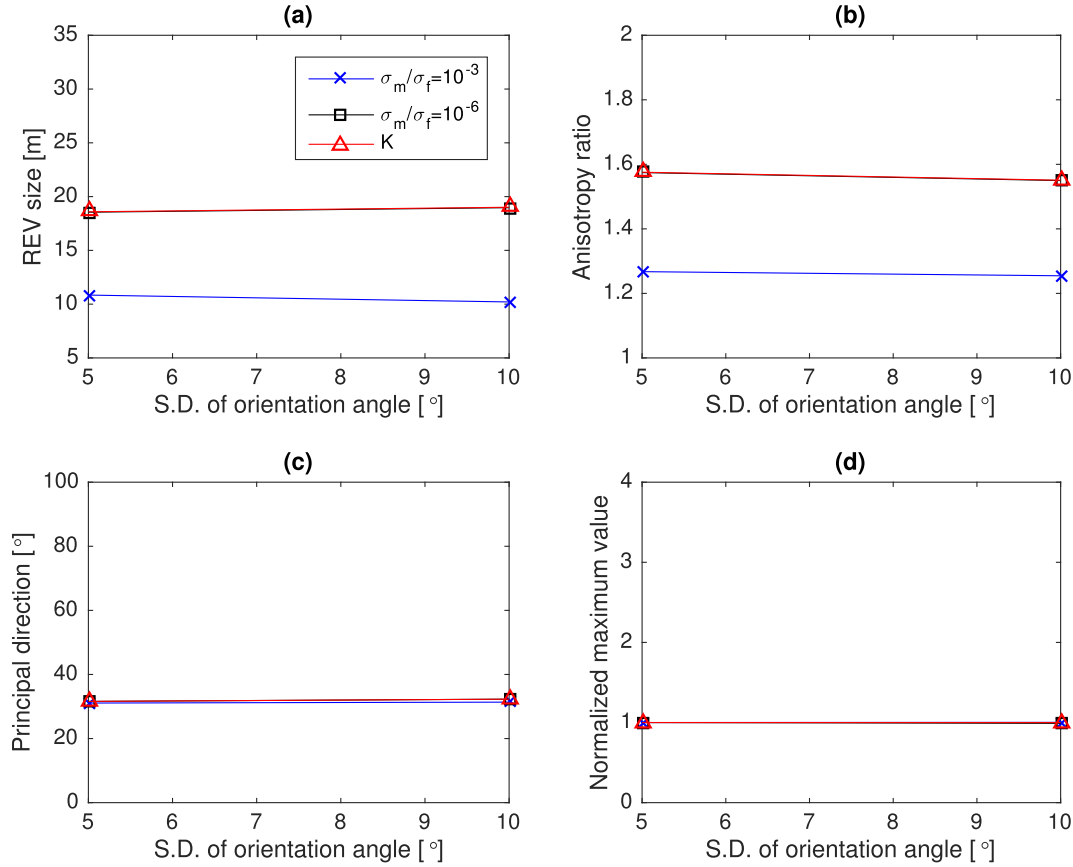 (a)
REV size [m]
35
30
25
20
15
10
5
σm/σf=10-3
σm/σf=10-6
K
5 6 7 8 9 10
S.D. of orientation angle [ °]
(b)
Anisotropy ratio
2
1.8
1.6
1.4
1.2
1
5 6 7 8 9 10
S.D. of orientation angle [ °]
(c)
Principal direction [ °]
100
80
60
40
20
0
5 6 7 8 9 10
S.D. of orientation angle [ °]
(d)
Normalized maximum value
4
3
2
1
0
5 6 7 8 9 10
S.D. of orientation angle [ °]